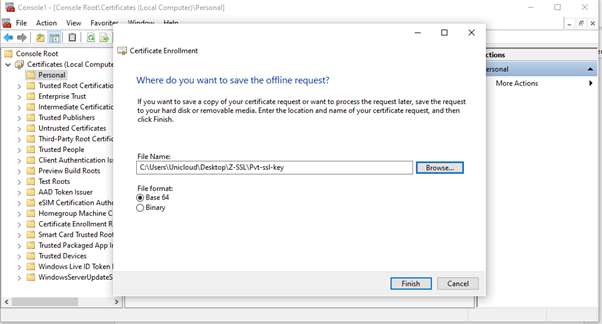 Console1 - [Console Root\Certificates (Local Computer)\Personal]
File Action View Favorites Window Help
Console Root
Certificates (Local Compute
Personal
Trusted Root Certification
Enterprise Trust
Intermediate Certification
Trusted Publishers
Untrusted Certificates
Third-Party Root Certific
Trusted People
Client Authentication Iss
Preview Build Roots
Test Roots
AAD Token Issuer
eSIM Certification Autho
Homegroup Machine C
Certificate Enrollment R
Smart Card Trusted Root
Trusted Packaged App In
Trusted Devices
Windows Live ID Token I
WindowsServerUpdateS
Certificate Enrollment
Where do you want to save the offline request?
If you want to save a copy of your certificate request or want to process the request later, save the request
to your hard disk or removable media. Enter the location and name of your certificate request, and then
click Finish.
File Name:
C:\Users\Unicloud\Desktop\Z-SSL\Pvt-ssl-key
Browse...
File format:
Base 64
Binary
Finish
Cancel
ctions
ersonal
More Actions